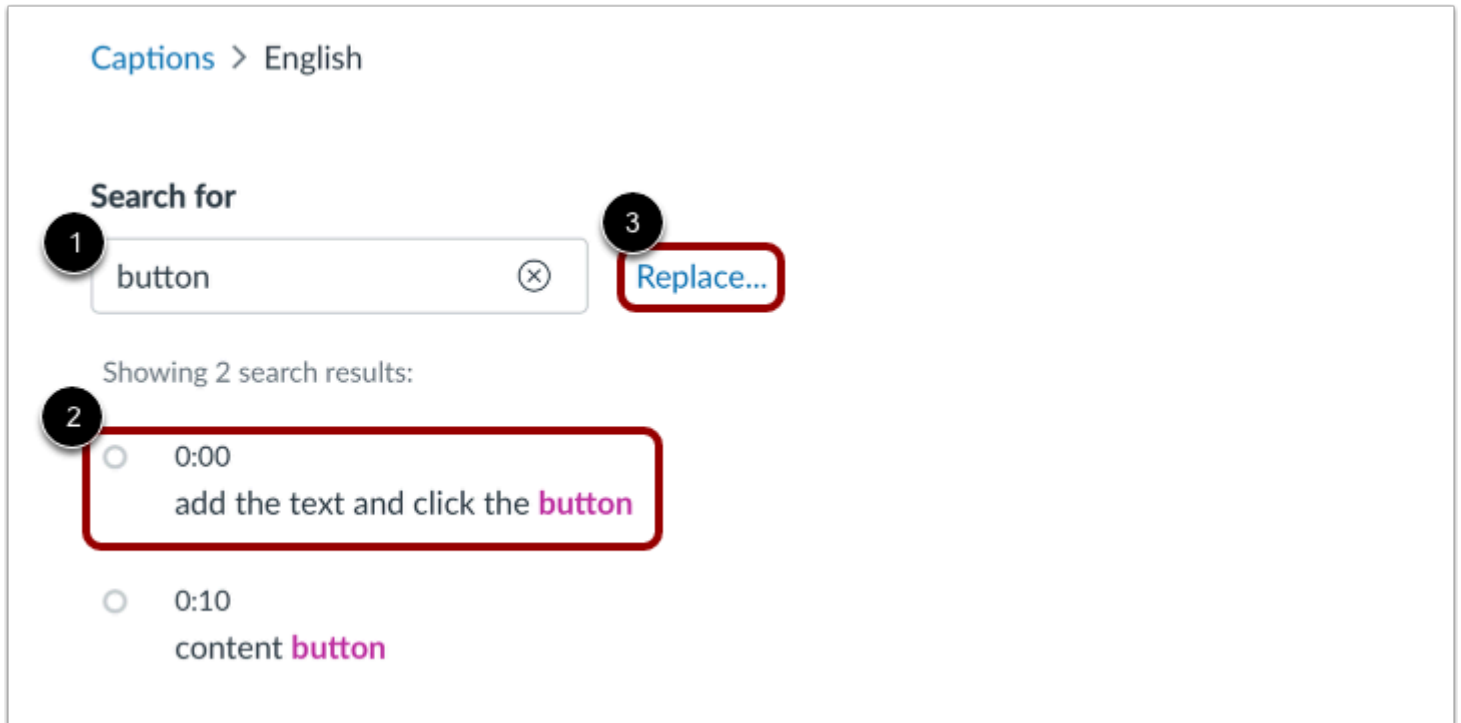 Captions > English
Search for
1
3
button
Replace...
Showing 2 search results:
2
0:00
add the text and click the button
0:10
content button